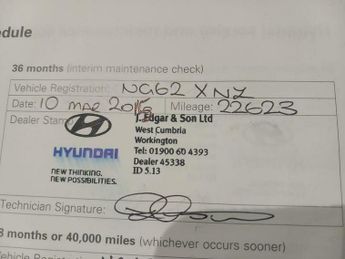 edule
36 months (interim maintenance check)
Vehicle Registration: NG62 XNZ
Date: 10 MAR Mileage: 22623
Dealer Stamp J Edgar & Son Ltd
West Cumbria
Workington
HYUNDAI Tel: 01900 60 4393
Dealer 45338
NEW THINKING. ID 5.13
NEW POSSIBILITIES.
Technician Signature:
8 months or 40,000 miles (whichever occurs sooner)